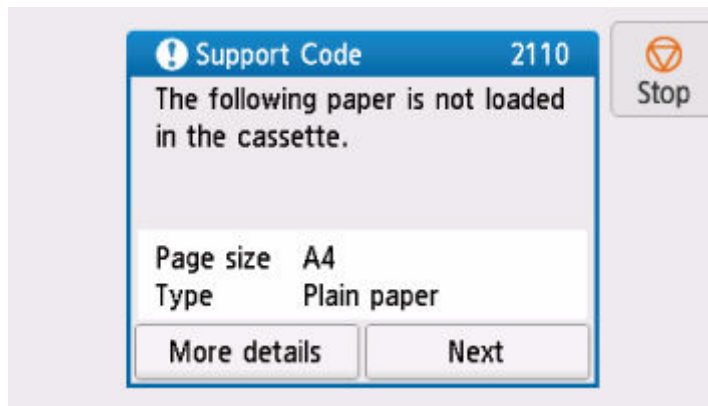 Support Code 2110
Stop
The following paper is not loaded
in the cassette.
Page size A4
Type Plain paper
More details Next